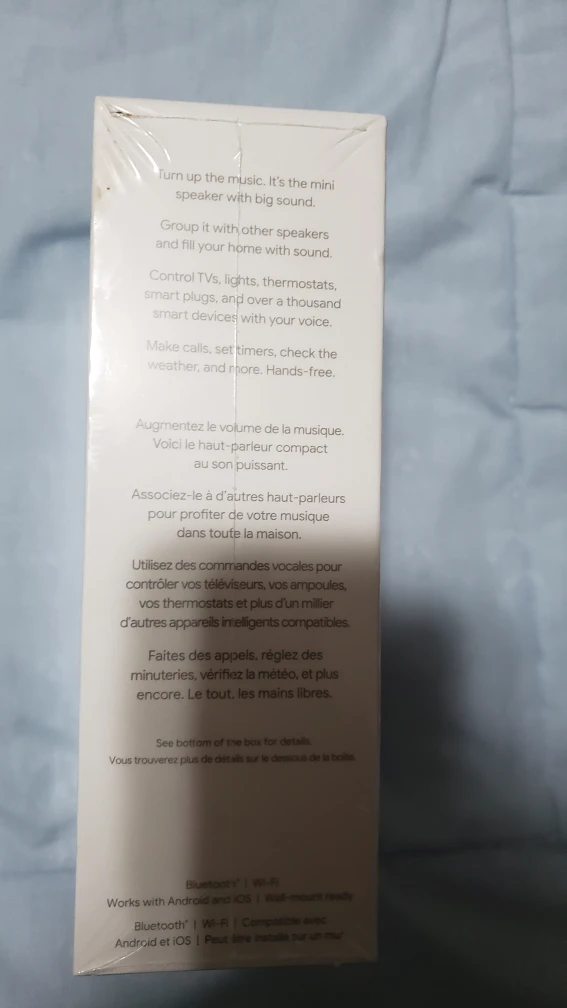 Turn up the music. It's the mini
speaker with big sound.
Group it with other speakers
and fill your home with sound.
Control TVs, lights, thermostats,
smart plugs, and over a thousand
smart devices with your voice.
Make calls, set timers, check the
weather, and more. Hands-free.
Augmentez le volume de la musique.
Voici le haut-parleur compact
au son puissant.
Associez-le à d'autres haut-parleurs
pour profiter de votre musique
dans toute la maison.
Utilisez des commandes vocales pour
contrôler vos téléviseurs, vos ampoules,
vos thermostats et plus d'un millier
d'autres appareils intelligents compatibles.
Faites des appels, réglez des
minuteries, vérifiez la météo, et plus
encore. Le tout, les mains libres.
See bottom of the box for details.
Vous trouverez plus de détails sur le dessous de la boîte.
Bluetooth® | Wi-Fi
Works with Android and iOS | Wall mount ready
Bluetooth® | Wi-Fi | Compatible avec
Android et iOS | Peut être installé sur un mur